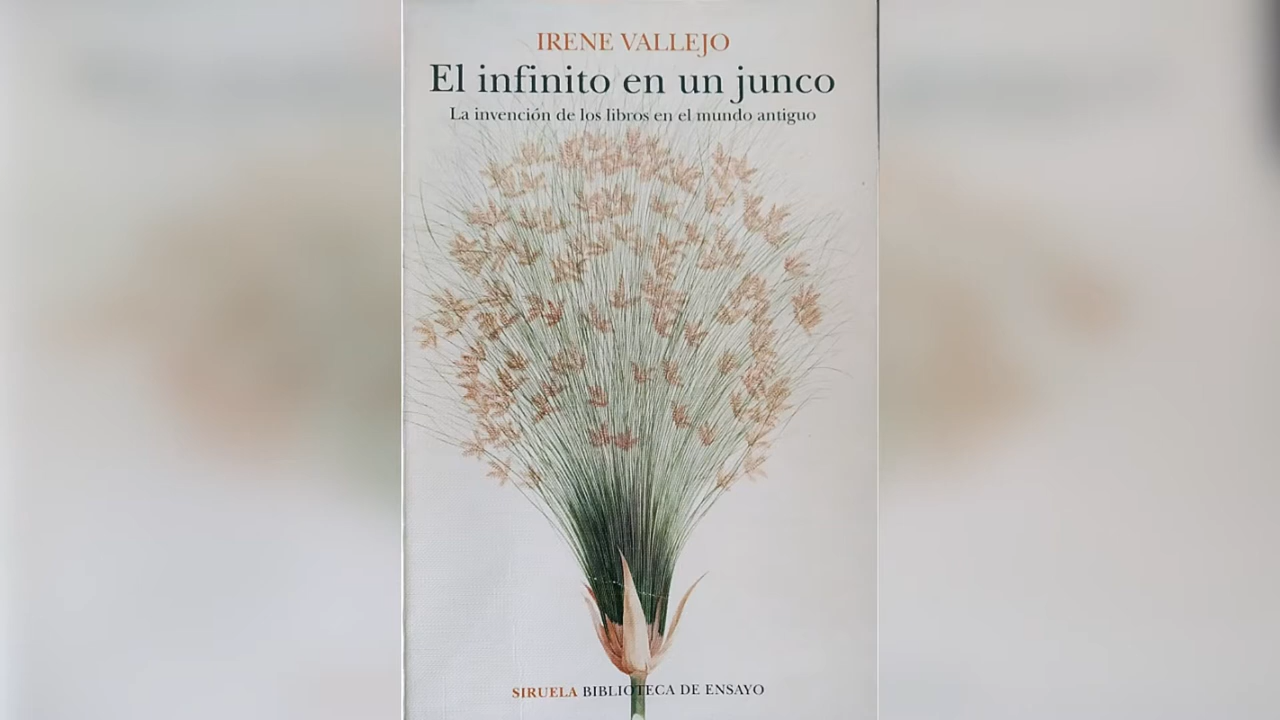 IRENE VALLEJO
El infinito en un junco
La invención de los libros en el mundo antiguo
SIRUELA BIBLIOTECA DE ENSAYO